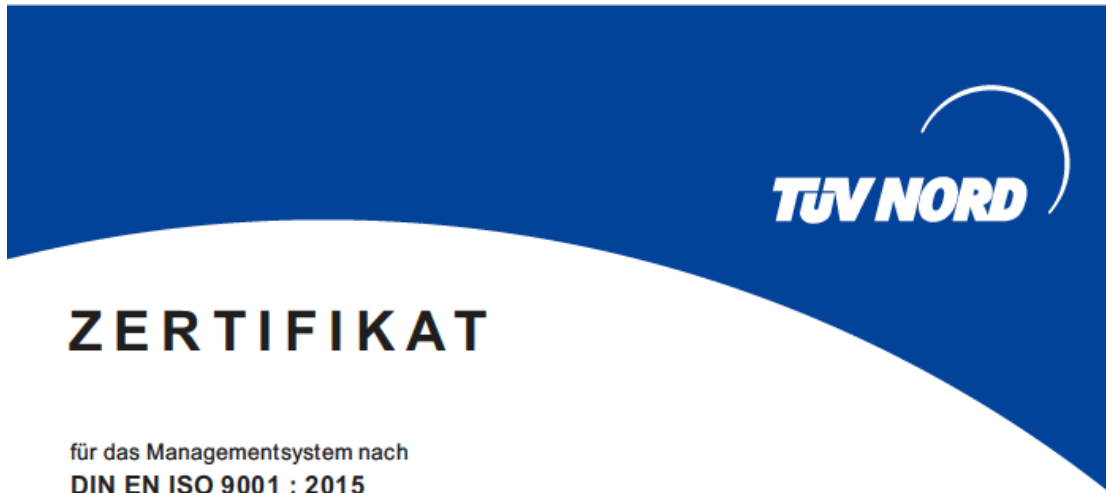 TÜV NORD
ZERTIFIKAT
für das Managementsystem nach
DIN EN ISO 9001 : 2015